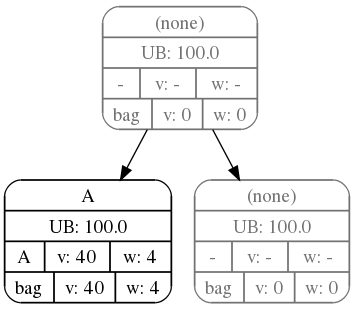 (none)
UB: 100.0
- v: - w: -
bag v: 0 w: 0
A
UB: 100.0
A v: 40 w: 4
bag v: 40 w: 4
(none)
UB: 100.0
- v: - w: -
bag v: 0 w: 0